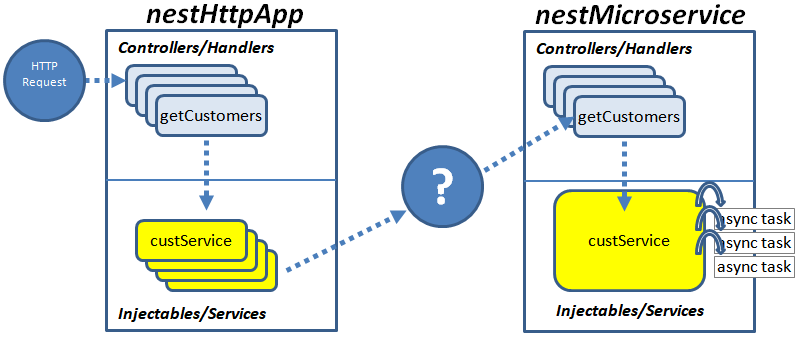 nestHttpApp
Controllers/Handlers
HTTP
Request
getCustomers
custService
Injectables/Services
?
nestMicroservice
Controllers/Handlers
getCustomers
custService
async task
async task
async task
Injectables/Services